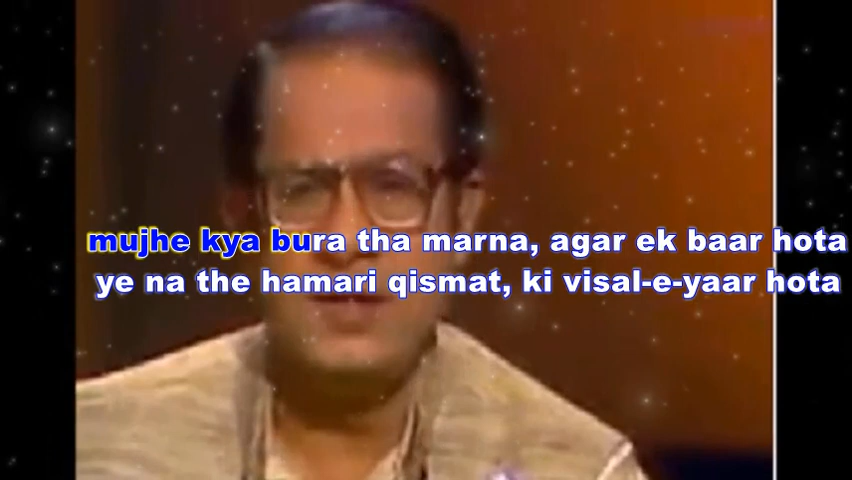 mujhe kya bura tha marna, agar ek baar hota
ye na the hamari qismat, ki visal-e-yaar hota